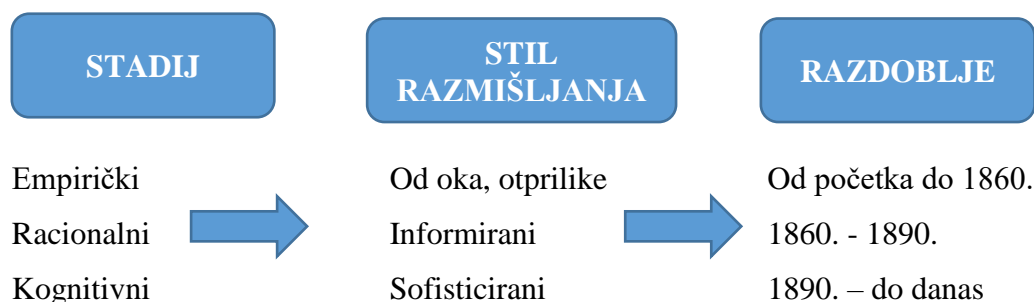 STADIJ
STIL
RAZMIŠLJANJA
RAZDOBLJE
Empirički
Od oka, otprilike
Od početka do 1860.
Racionalni
Informirani
1860. - 1890.
Kognitivni
Sofisticirani
1890. – do danas